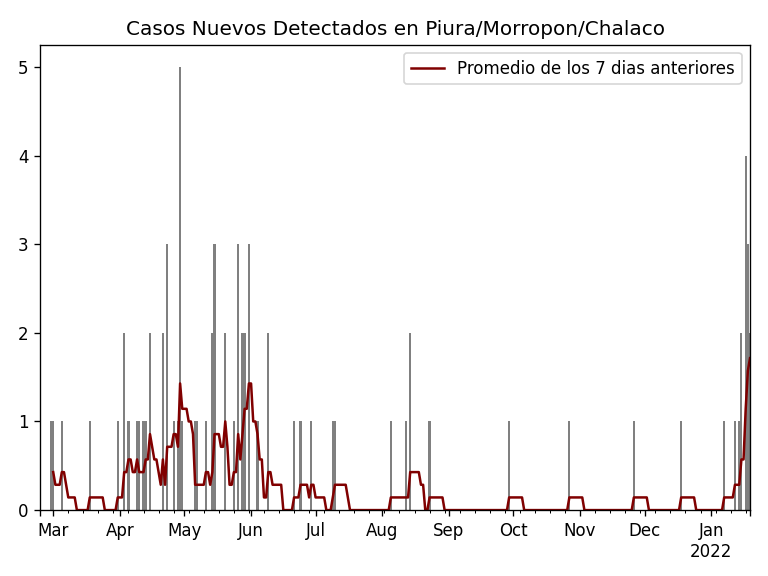 Casos Nuevos Detectados en Piura/Morropon/Chalaco
Promedio de los 7 dias anteriores
5
4
3
2
1
0
Mar Apr May Jun Jul Aug Sep Oct Nov Dec Jan
2022